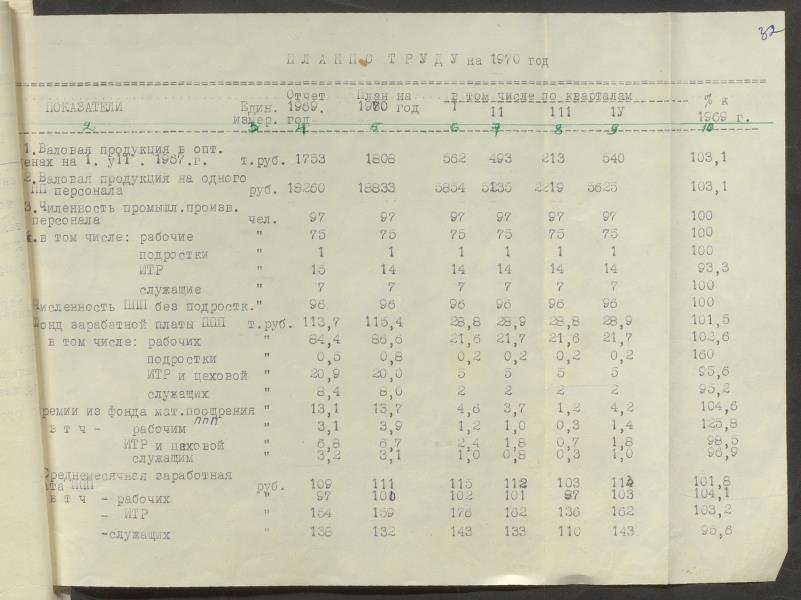 32
П Л А Н П О Т Р У Д У на 1970 год
ПОКАЗАТЕЛИ Един. измер. Отчет 1969. год План на 1970 год в том числе по кварталам I II III IУ % к 1969 г.
2 3 4 5 6 7 8 9 10
1.Валовая продукция в опт.
енах на 1. уII . 1967.г. т.руб. 1753 1808 562 493 213 540 103,1
2.Валовая продукция на одного
ПП персонала руб. 18260 18833 5854 5135 2219 5625 103,1
3.Численность промышл.произв.
персонала чел. 97 97 97 97 97 97 100
.в том числе: рабочие " 75 75 75 75 75 75 100
подростки " 1 1 1 1 1 1 100
ИТР " 15 14 14 14 14 14 93,3
служащие " 7 7 7 7 7 7 100
Численность ППП без подростк." 96 96 96 96 96 96 100
Фонд зарабатной платы ППП т.руб. 113,7 115,4 28,8 28,9 28,8 28,9 101,5
в том числе: рабочих " 84,4 86,6 21,6 21,7 21,6 21,7 102,6
подростки " 0,5 0,8 0,2 0,2 0,2 0,2 160
ИТР и цеховой " 20,9 20,0 5 5 5 5 95,6
служащих " 8,4 8,0 2 2 2 2 95,2
ремии из фонда мат.поощрения " 13,1 13,7 4,6 3,7 1,2 4,2 104,6
в т ч - рабочим ппп " 3,1 3,9 1,2 1,0 0,3 1,4 125,8
ИТР и цеховой " 6,8 6,7 2,4 1,8 0,7 1,8 98,5
служащим " 3,2 3,1 1,0 0,8 0,3 1,0 96,9
Среднемесячная заработная
ата ППП руб. 109 111 115 112 103 112 101,8
в т ч - рабочих " 97 101 102 101 97 103 104,1
- ИТР " 154 159 176 162 136 162 103,2
-служащих " 138 132 143 133 110 143 95,6